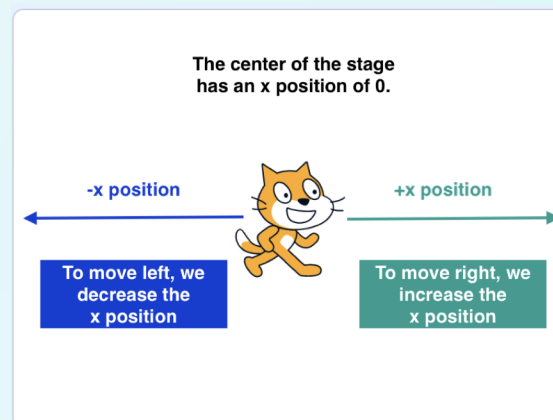 The center of the stage
has an x position of 0.
-x position
+x position
To move left, we
decrease the
x position
To move right, we
increase the
x position